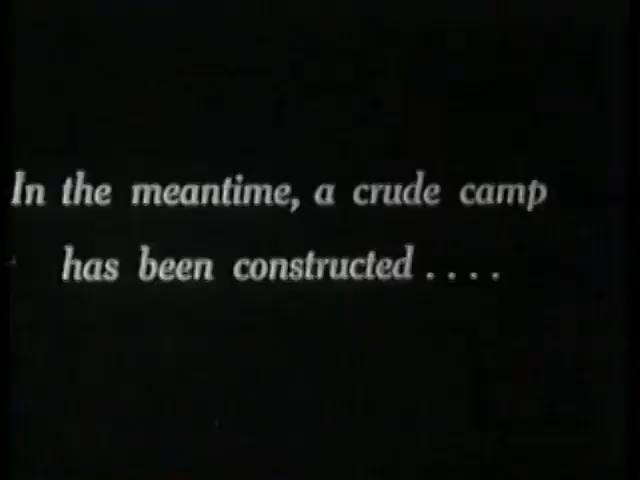 In the meantime, a crude camp
has been constructed....